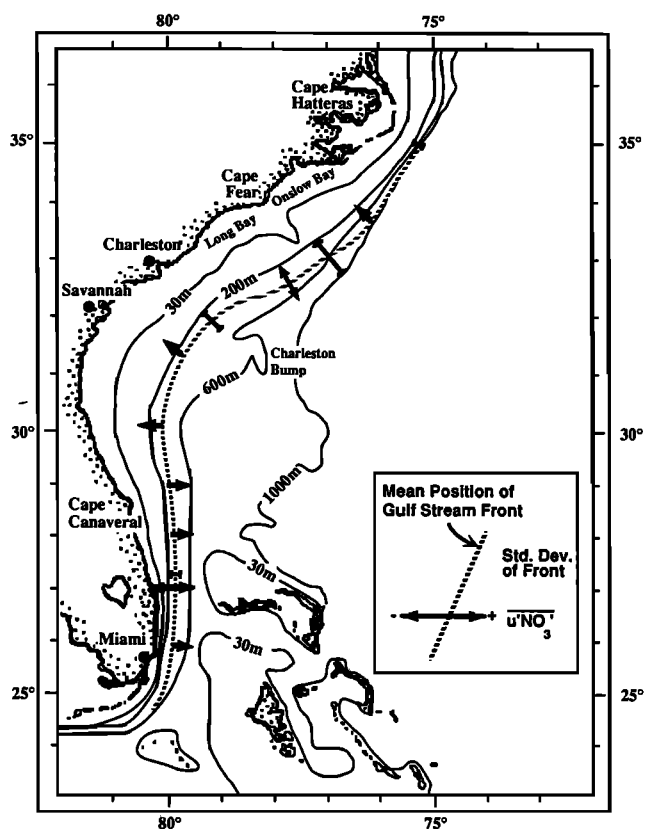 80°
75°
Cape
Hatteras
35°
35°
Cape
Fear
Onslow Bay
Long Bay
Charleston
200m
30m
Savannah
Charleston
Bump
600m
30°
30°
1000m
Mean Position of
Gulf Stream Front
Cape
Canaveral
Std. Dev.
of Front
30m
- +
u'NO3'
Miami
30m
25°
25°
80°
75°